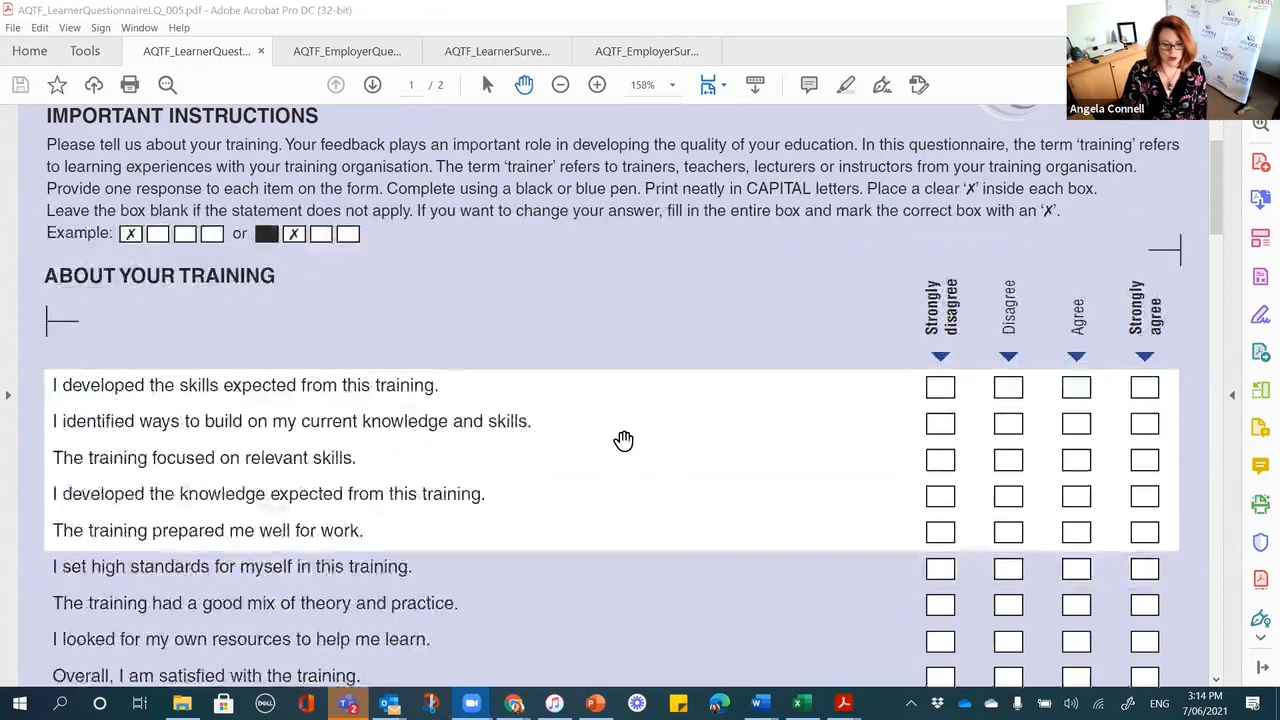 AQTF_LearnerQuestionnaireLQ_005.pdf - Adobe Acrobat Pro DC (32-bit)
File Edit View Sign Window Help
Home Tools AQTF_LearnerQuest... × AQTF_EmployerQue... AQTF_LearnerSurve... AQTF_EmployerSur...
1 / 2 158%
Angela Connell
IMPORTANT INSTRUCTIONS
Please tell us about your training. Your feedback plays an important role in developing the quality of your education. In this questionnaire, the term ‘training’ refers
to learning experiences with your training organisation. The term ‘trainer’ refers to trainers, teachers, lecturers or instructors from your training organisation.
Provide one response to each item on the form. Complete using a black or blue pen. Print neatly in CAPITAL letters. Place a clear ‘✗’ inside each box.
Leave the box blank if the statement does not apply. If you want to change your answer, fill in the entire box and mark the correct box with an ‘✗’.
Example: ✗ or ✗
ABOUT YOUR TRAINING
Strongly disagree Disagree Agree Strongly agree
I developed the skills expected from this training.
I identified ways to build on my current knowledge and skills.
The training focused on relevant skills.
I developed the knowledge expected from this training.
The training prepared me well for work.
I set high standards for myself in this training.
The training had a good mix of theory and practice.
I looked for my own resources to help me learn.
Overall, I am satisfied with the training.
ENG
3:14 PM
7/06/2021